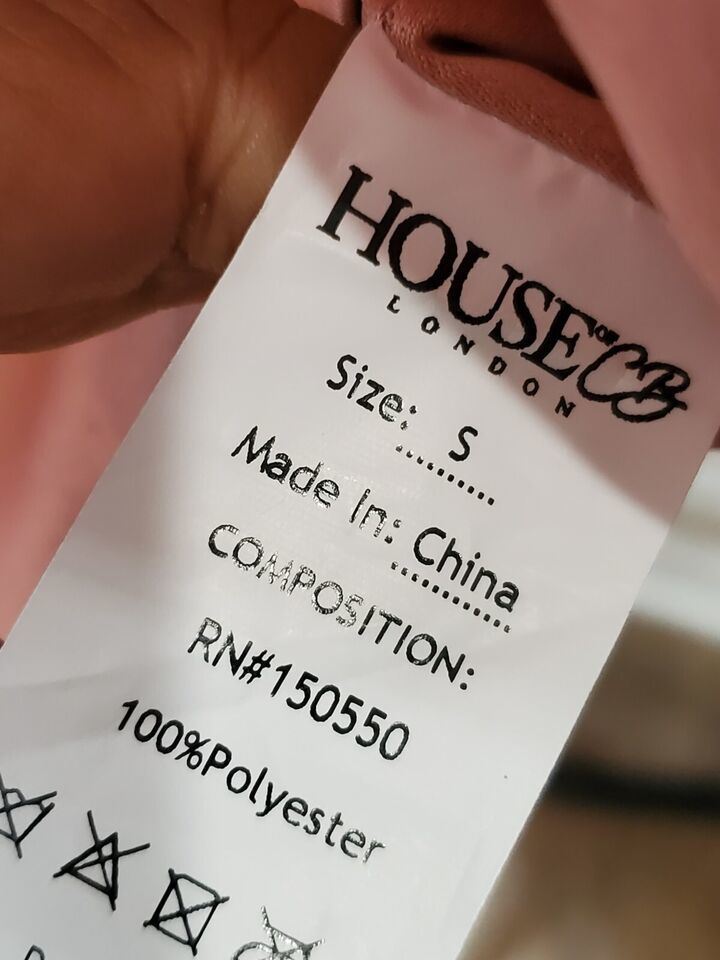 HOUSE OF CB
LONDON
Size: S
Made In: China
COMPOSITION:
RN#150550
100%Polyester